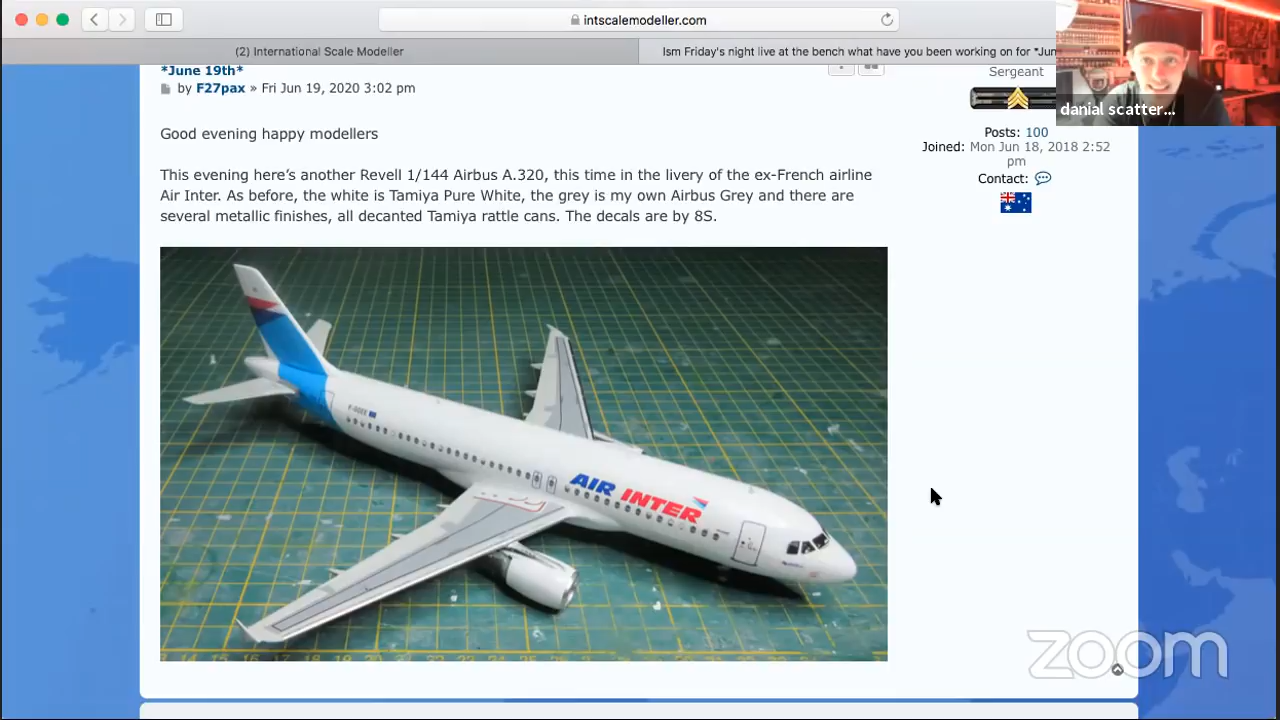 intscalemodeller.com
(2) International Scale Modeller
Ism Friday's night live at the bench what have you been working on for *Jun
danial scatter...
*June 19th*
by F27pax » Fri Jun 19, 2020 3:02 pm
Sergeant
Posts: 100
Joined: Mon Jun 18, 2018 2:52
pm
Contact:
Good evening happy modellers
This evening here’s another Revell 1/144 Airbus A.320, this time in the livery of the ex-French airline
Air Inter. As before, the white is Tamiya Pure White, the grey is my own Airbus Grey and there are
several metallic finishes, all decanted Tamiya rattle cans. The decals are by 8S.
AIR INTER
zoom